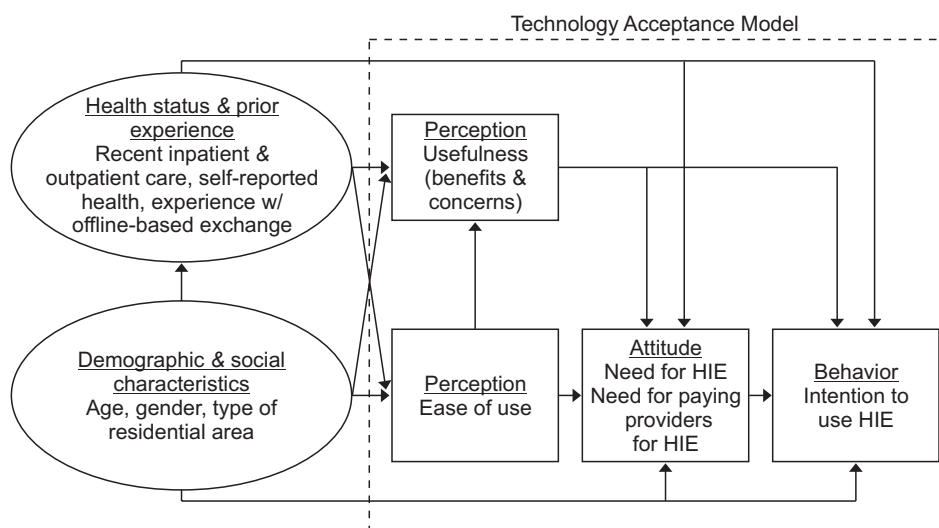 Technology Acceptance Model
Health status & prior
experience
Recent inpatient &
outpatient care, self-reported
health, experience w/
offline-based exchange
Perception
Usefulness
(benefits &
concerns)
Demographic & social
characteristics
Age, gender, type of
residential area
Perception
Ease of use
Attitude
Need for HIE
Need for paying
providers
for HIE
Behavior
Intention to
use HIE